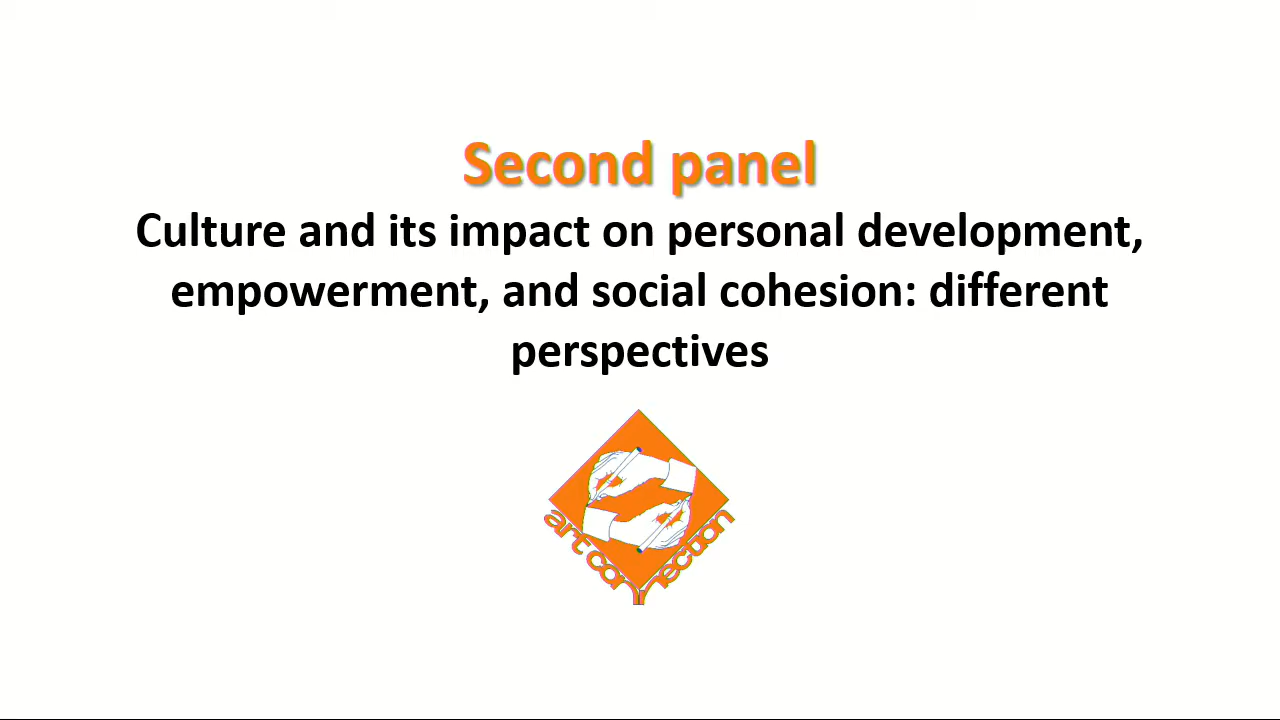 Second panel
Culture and its impact on personal development,
empowerment, and social cohesion: different
perspectives
art connection